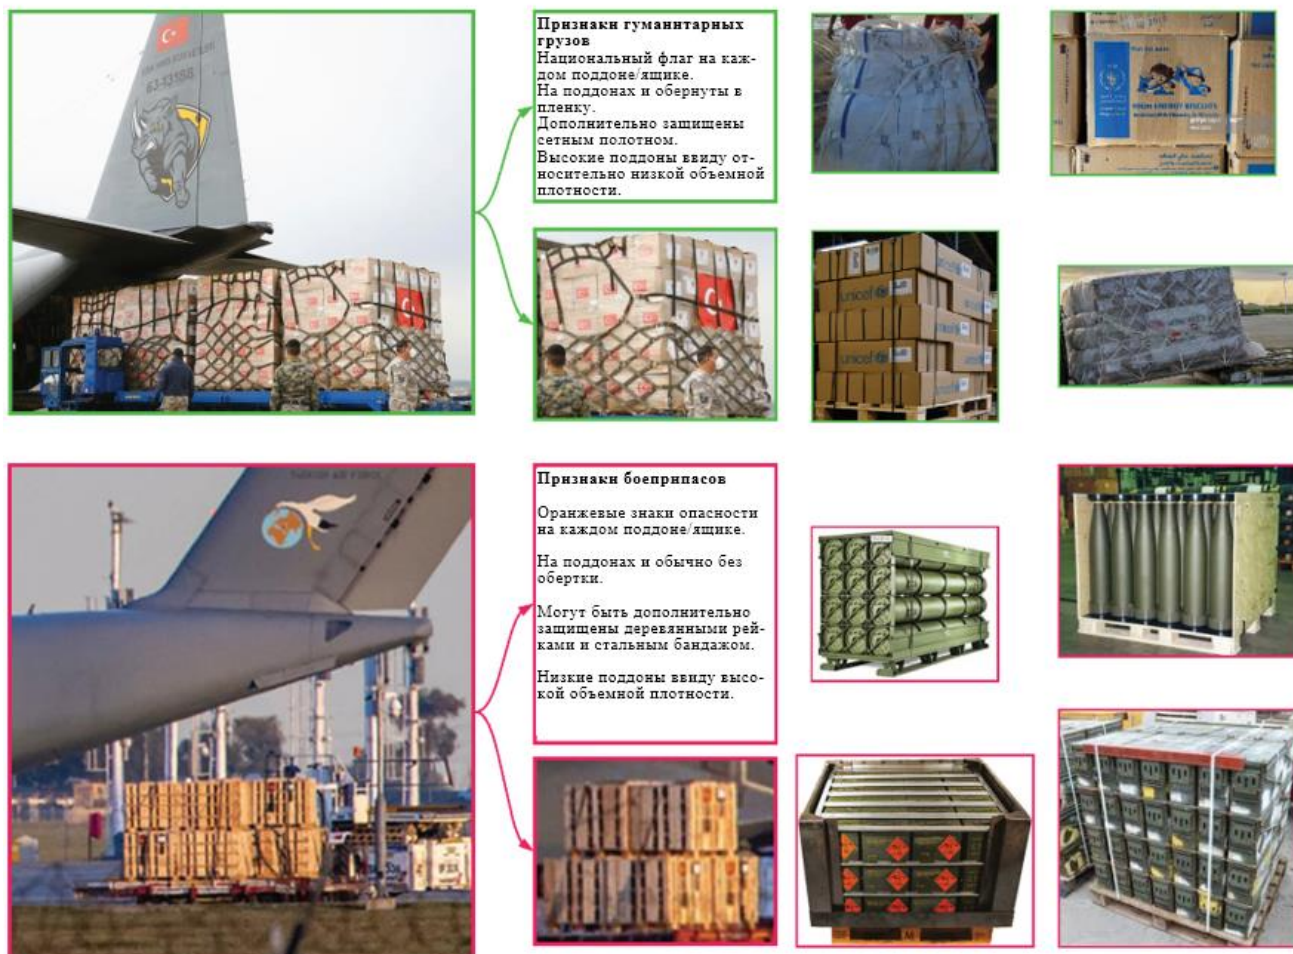 Признаки гуманитарных
грузов
Национальный флаг на каж-
дом поддоне/ящике.
На поддонах и обернуты в
пленку.
Дополнительно защищены
сетным полотном.
Высокие поддоны ввиду от-
носительно низкой объемной
плотности.
63-13188
HIGH ENERGY BISCUITS
unicef
unicef
unicef
unicef
Признаки боеприпасов
Оранжевые знаки опасности
на каждом поддоне/ящике.
На поддонах и обычно без
обертки.
Могут быть дополнительно
защищены деревянными рей-
ками и стальным бандажом.
Низкие поддоны ввиду высо-
кой объемной плотности.